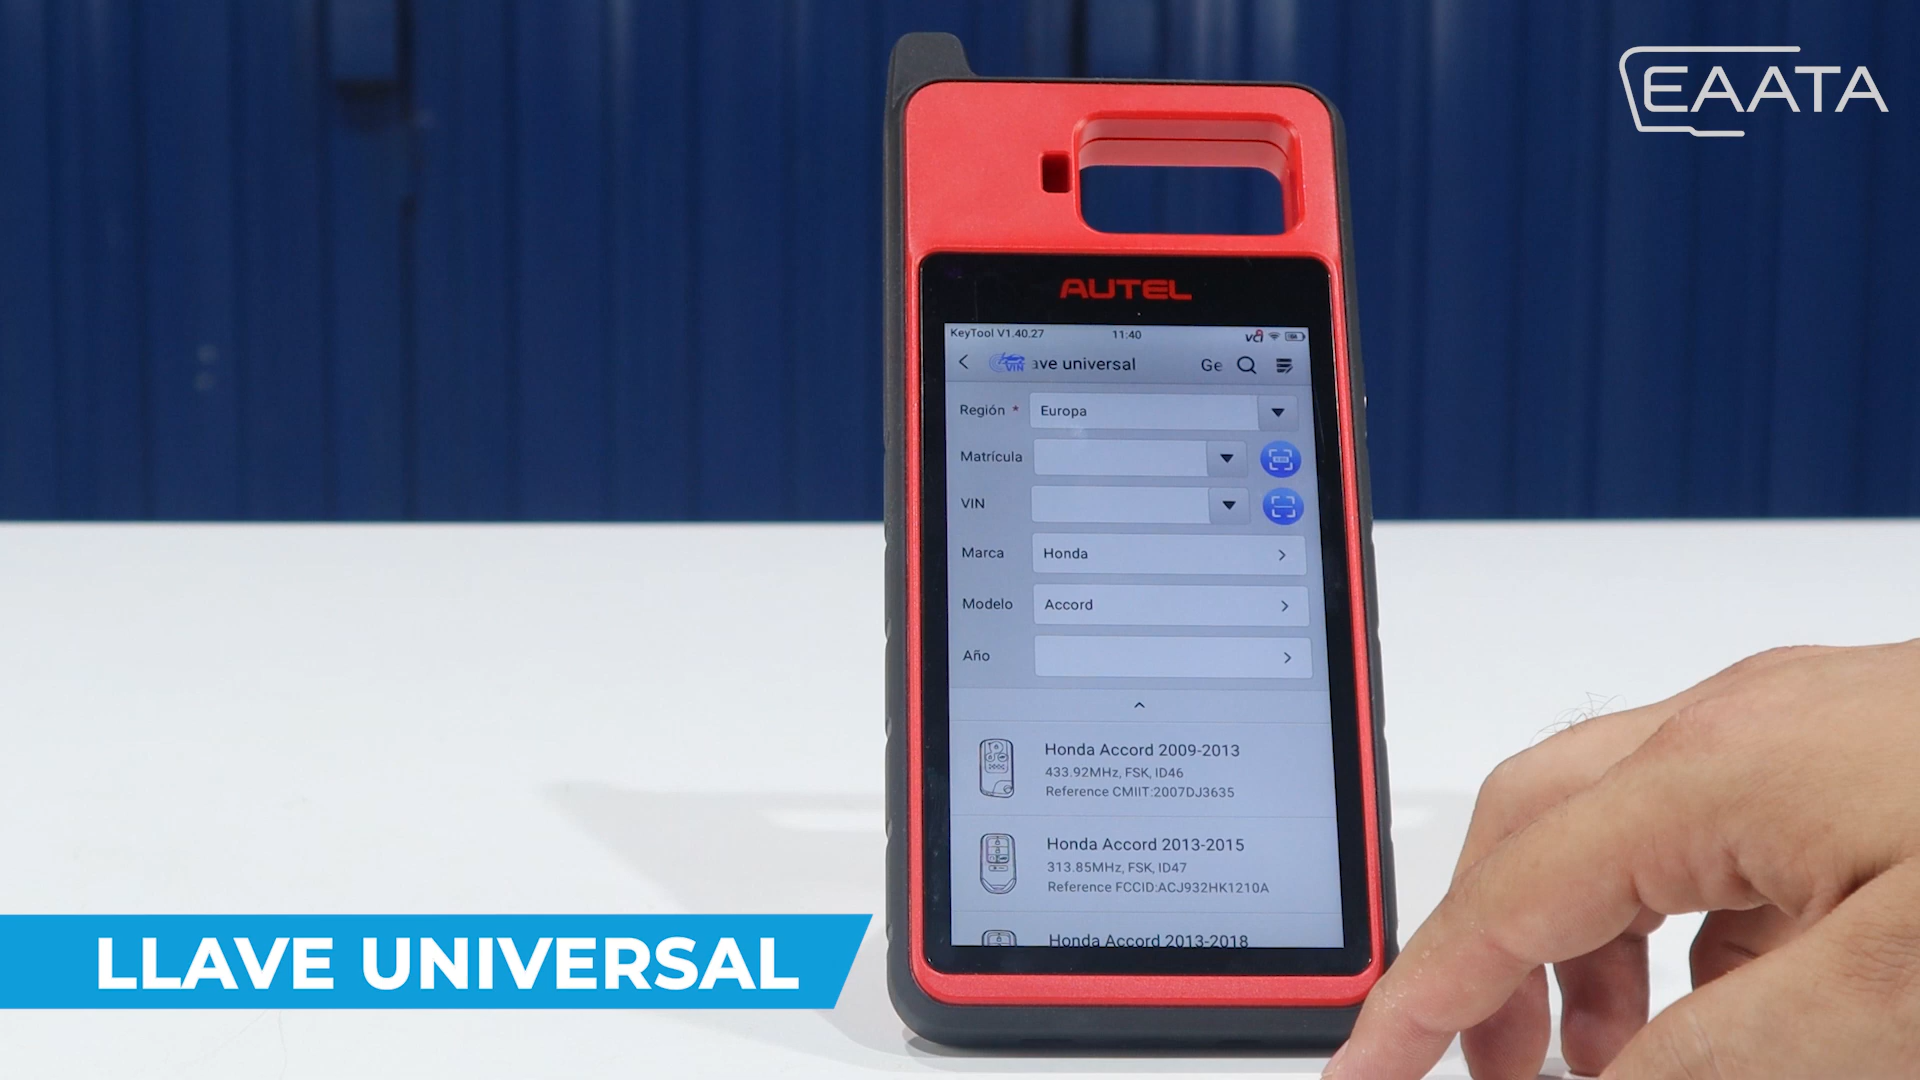 EAATA
AUTEL
KeyTool V1.40.27 11:40 VCI
VIN ave universal Ge
Región * Europa
Matrícula
VIN
Marca Honda
Modelo Accord
Año
Honda Accord 2009-2013
433.92MHz, FSK, ID46
Reference CMIIT:2007DJ3635
Honda Accord 2013-2015
313.85MHz, FSK, ID47
Reference FCCID:ACJ932HK1210A
Honda Accord 2013-2018
LLAVE UNIVERSAL